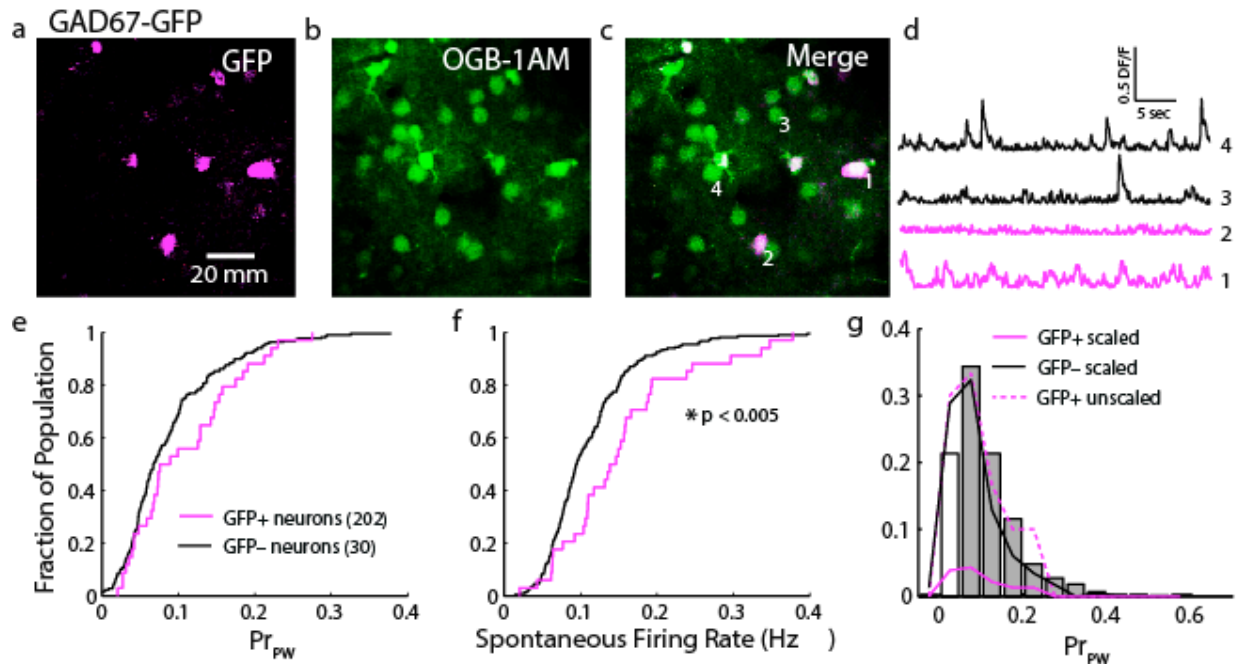 GAD67-GFP
a
GFP
20 mm
b
OGB-1AM
c
Merge
3
1
4
2
d
0.5 DF/F
5 sec
4
3
2
1
e
Fraction of Population
1
0.8
0.6
0.4
0.2
0
GFP+ neurons (202)
GFP– neurons (30)
0
0.1
0.2
0.3
0.4
Pr PW
f
1
0.8
0.6
0.4
0.2
0
* p < 0.005
0
0.1
0.2
0.3
0.4
Spontaneous Firing Rate (Hz )
g
0.4
0.3
0.2
0.1
0
GFP+ scaled
GFP– scaled
GFP+ unscaled
0
0.2
0.4
0.6
Pr PW